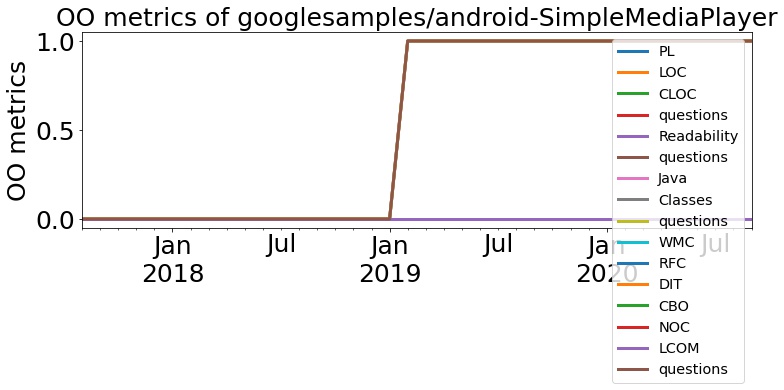 OO metrics of googlesamples/android-SimpleMediaPlayer
OO metrics
1.0
0.5
0.0
Jan
2018
Jul
Jan
2019
Jul
Jan
2020
Jul
PL
LOC
CLOC
questions
Readability
questions
Java
Classes
questions
WMC
RFC
DIT
CBO
NOC
LCOM
questions